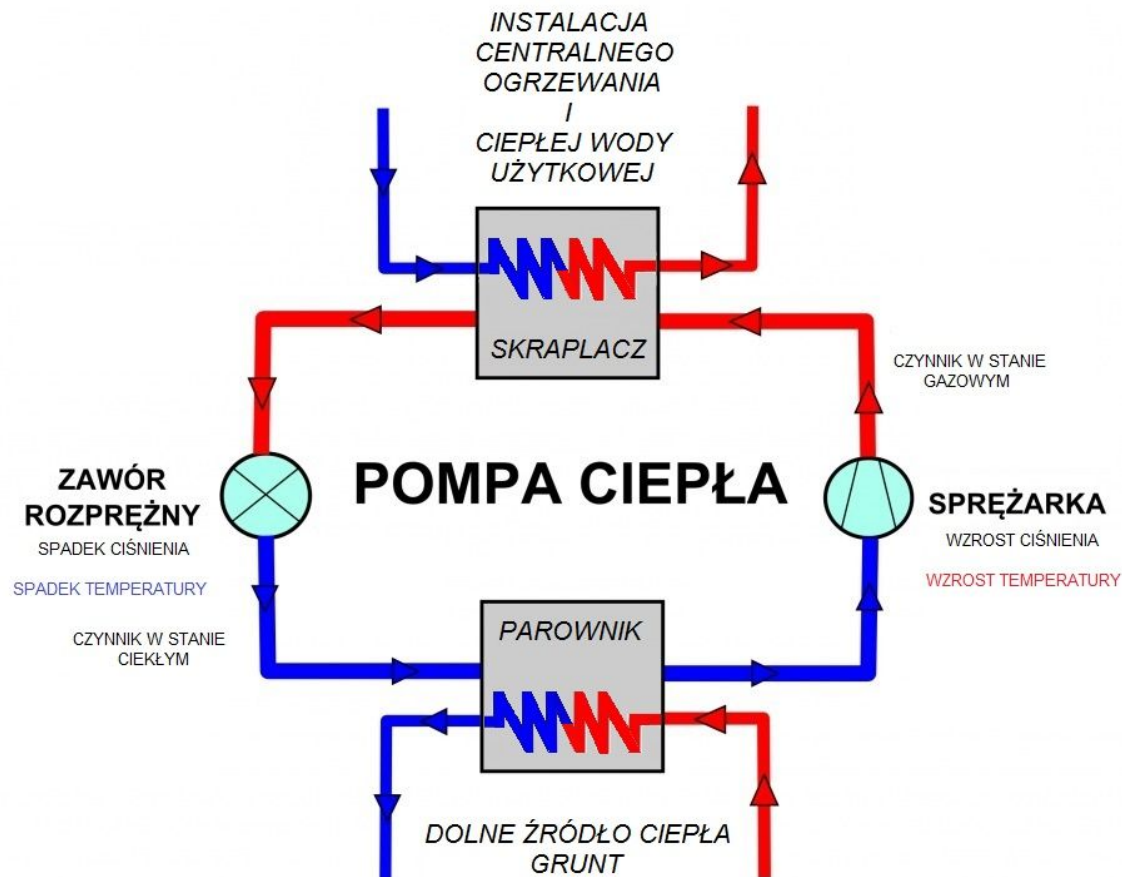 INSTALACJA
CENTRALNEGO
OGRZEWANIA
I
CIEPŁEJ WODY
UŻYTKOWEJ
SKRAPLACZ
CZYNNIK W STANIE
GAZOWYM
ZAWÓR
ROZPRĘŻNY
SPADEK CIŚNIENIA
SPADEK TEMPERATURY
CZYNNIK W STANIE
CIEKŁYM
POMPA CIEPŁA
SPRĘŻARKA
WZROST CIŚNIENIA
WZROST TEMPERATURY
PAROWNIK
DOLNE ŹRÓDŁO CIEPŁA
GRUNT